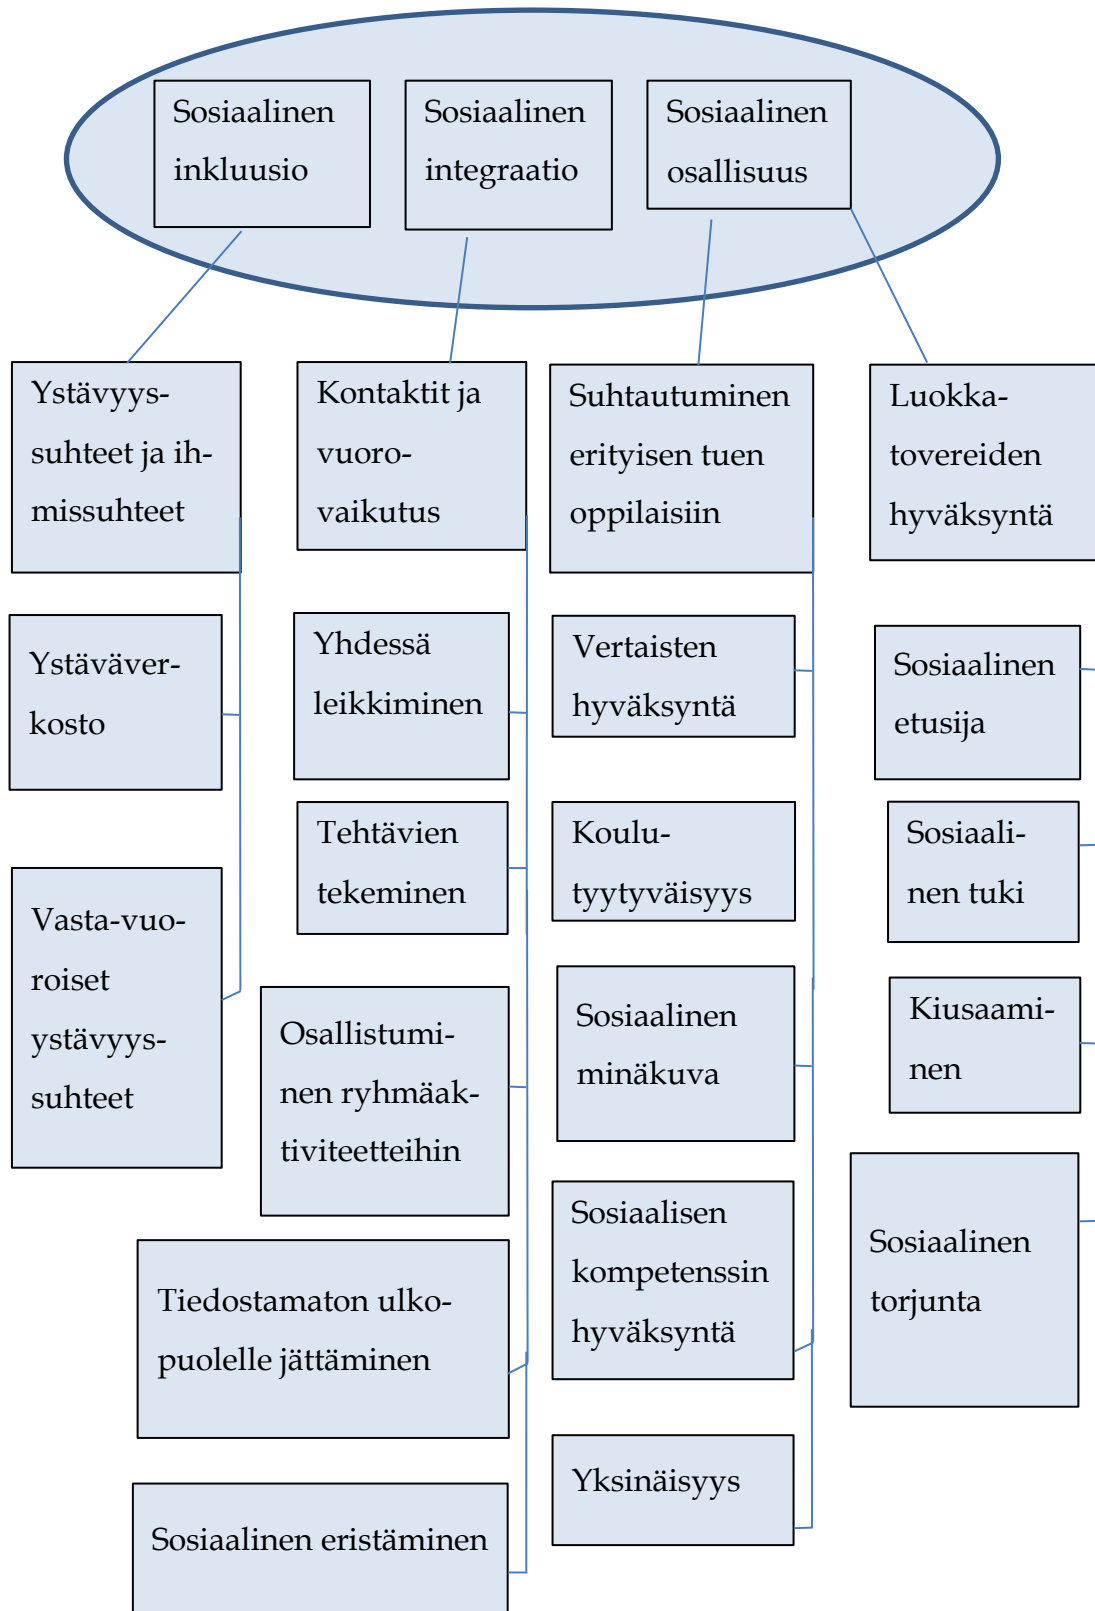 Sosiaalinen
inkluusio
Sosiaalinen
integraatio
Sosiaalinen
osallisuus
Ystävyys-
suhteet ja ih-
missuhteet
Kontaktit ja
vuoro-
vaikutus
Suhtautuminen
erityisen tuen
oppilaisiin
Luokka-
tovereiden
hyväksyntä
Ystäväver-
kosto
Vasta-vuo-
roiset
ystävyys-
suhteet
Yhdessä
leikkiminen
Tehtävien
tekeminen
Osallistumi-
nen ryhmäak-
tiviteetteihin
Tiedostamaton ulko-
puolelle jättäminen
Sosiaalinen eristäminen
Vertaisten
hyväksyntä
Koulu-
tyytyväisyys
Sosiaalinen
minäkuva
Sosiaalisen
kompetenssin
hyväksyntä
Yksinäisyys
Sosiaalinen
etusija
Sosiaali-
nen tuki
Kiusaami-
nen
Sosiaalinen
torjunta